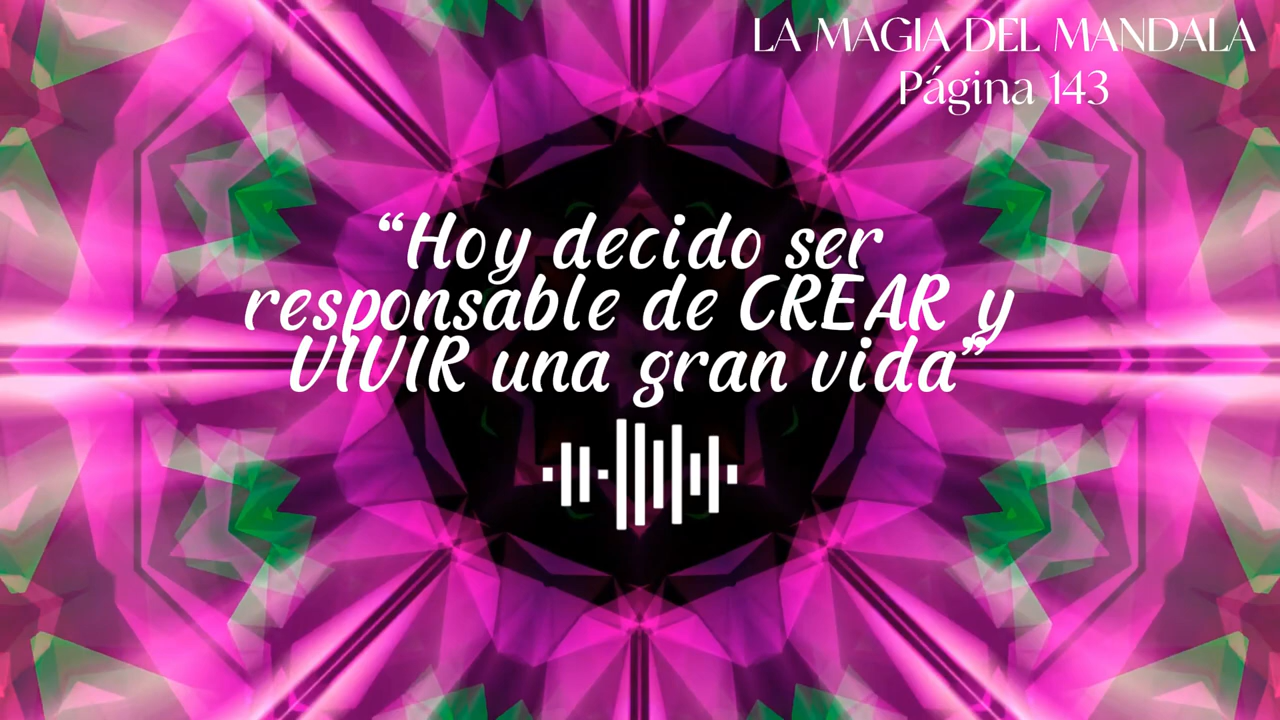 LA MAGIA DEL MANDALA
Página 143
“Hoy decido ser
responsable de CREAR y
VIVIR una gran vida”